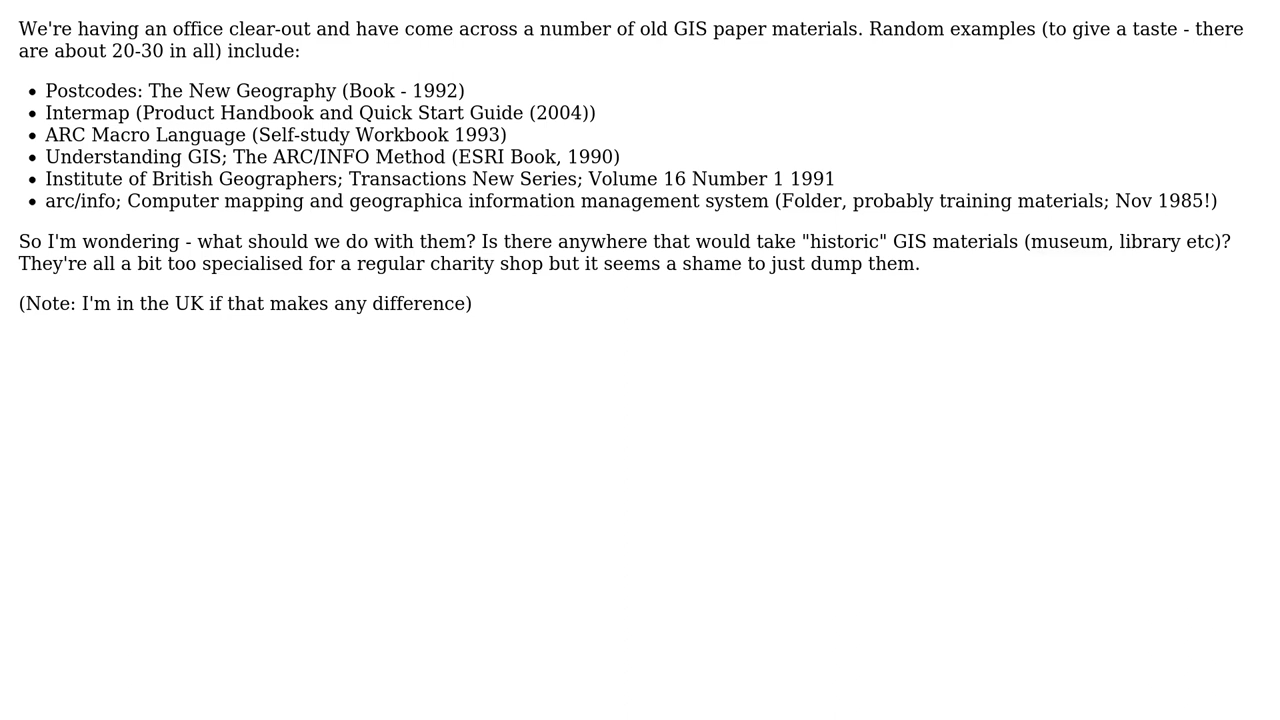 We're having an office clear-out and have come across a number of old GIS paper materials. Random examples (to give a taste - there
are about 20-30 in all) include:
• Postcodes: The New Geography (Book - 1992)
• Intermap (Product Handbook and Quick Start Guide (2004))
• ARC Macro Language (Self-study Workbook 1993)
• Understanding GIS; The ARC/INFO Method (ESRI Book, 1990)
• Institute of British Geographers; Transactions New Series; Volume 16 Number 1 1991
• arc/info; Computer mapping and geographica information management system (Folder, probably training materials; Nov 1985!)
So I'm wondering - what should we do with them? Is there anywhere that would take "historic" GIS materials (museum, library etc)?
They're all a bit too specialised for a regular charity shop but it seems a shame to just dump them.
(Note: I'm in the UK if that makes any difference)